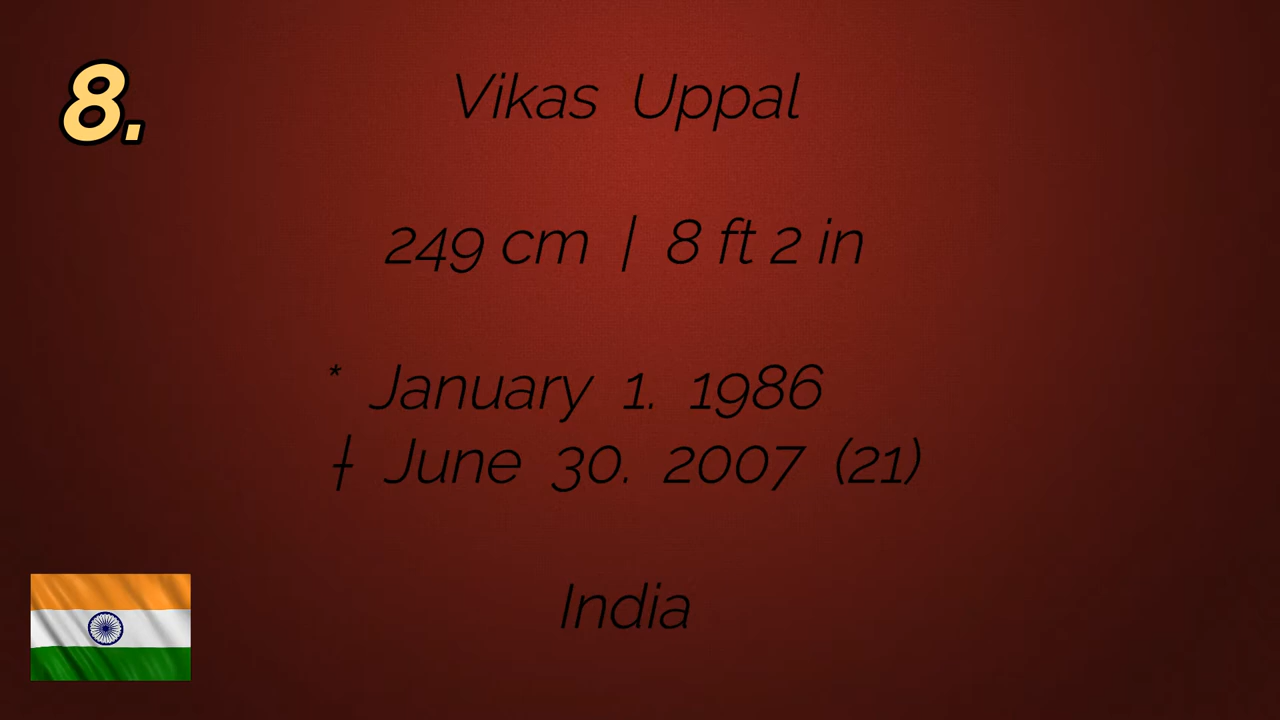 8.
Vikas Uppal
249 cm | 8 ft 2 in
* January 1. 1986
† June 30. 2007 (21)
India